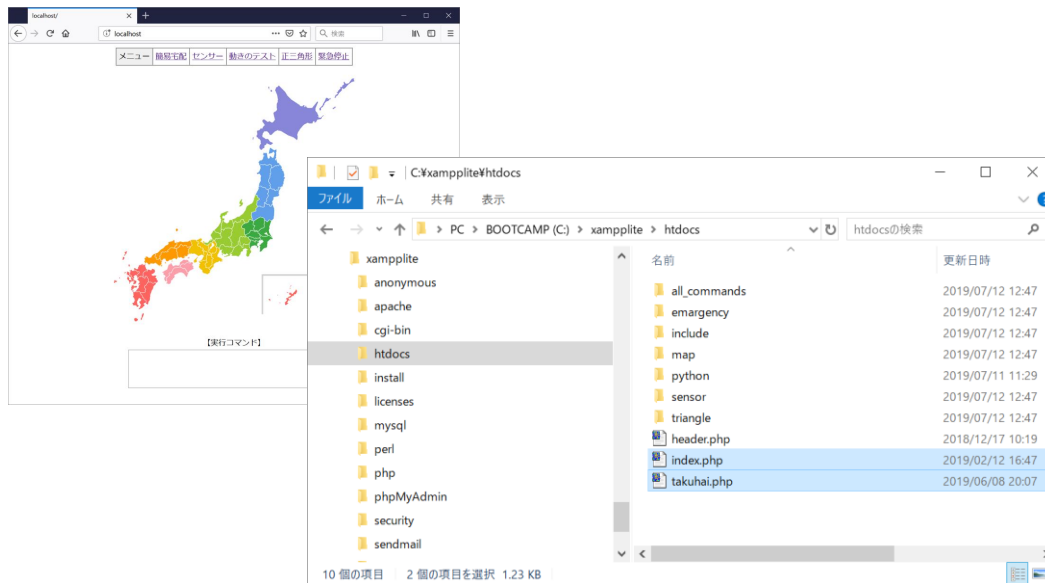 localhost/
localhost
検索
メニュー 簡易宅配 センサー 動きのテスト 正三角形 緊急停止
【実行コマンド】
C:¥xampplite¥htdocs
ファイル ホーム 共有 表示
PC > BOOTCAMP (C:) > xampplite > htdocs
htdocsの検索
xampplite
anonymous
apache
cgi-bin
htdocs
install
licenses
mysql
perl
php
phpMyAdmin
security
sendmail
名前 更新日時
all_commands 2019/07/12 12:47
emargency 2019/07/12 12:47
include 2019/07/12 12:47
map 2019/07/12 12:47
python 2019/07/11 11:29
sensor 2019/07/12 12:47
triangle 2019/07/12 12:47
header.php 2018/12/17 10:19
index.php 2019/02/12 16:47
takuhai.php 2019/06/08 20:07
10 個の項目 2 個の項目を選択 1.23 KB